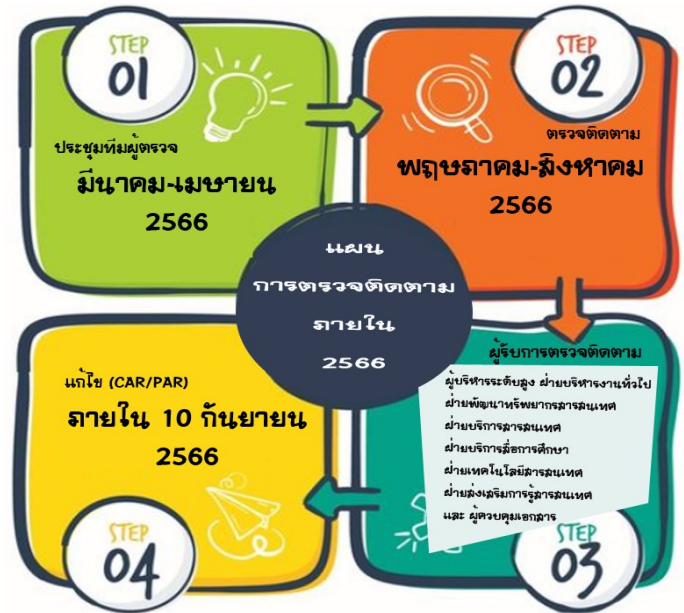 STEP
01
ประชุมทีมผู้ตรวจ
มีนาคม-เมษายน
2566
STEP
02
ตรวจติดตาม
พฤษภาคม-สิงหาคม
2566
แผน
การตรวจติดตาม
ภายใน
2566
ผู้รับการตรวจติดตาม
ผู้บริหารระดับสูง ฝ่ายบริหารงานทั่วไป
ฝ่ายพัฒนาทรัพยากรสารสนเทศ
ฝ่ายบริการสารสนเทศ
ฝ่ายบริการสื่อการศึกษา
ฝ่ายเทคโนโลยีสารสนเทศ
ฝ่ายส่งเสริมการรู้สารสนเทศ
และ ผู้ควบคุมเอกสาร
STEP
03
แก้ไข (CAR/PAR)
ภายใน 10 กันยายน
2566
STEP
04